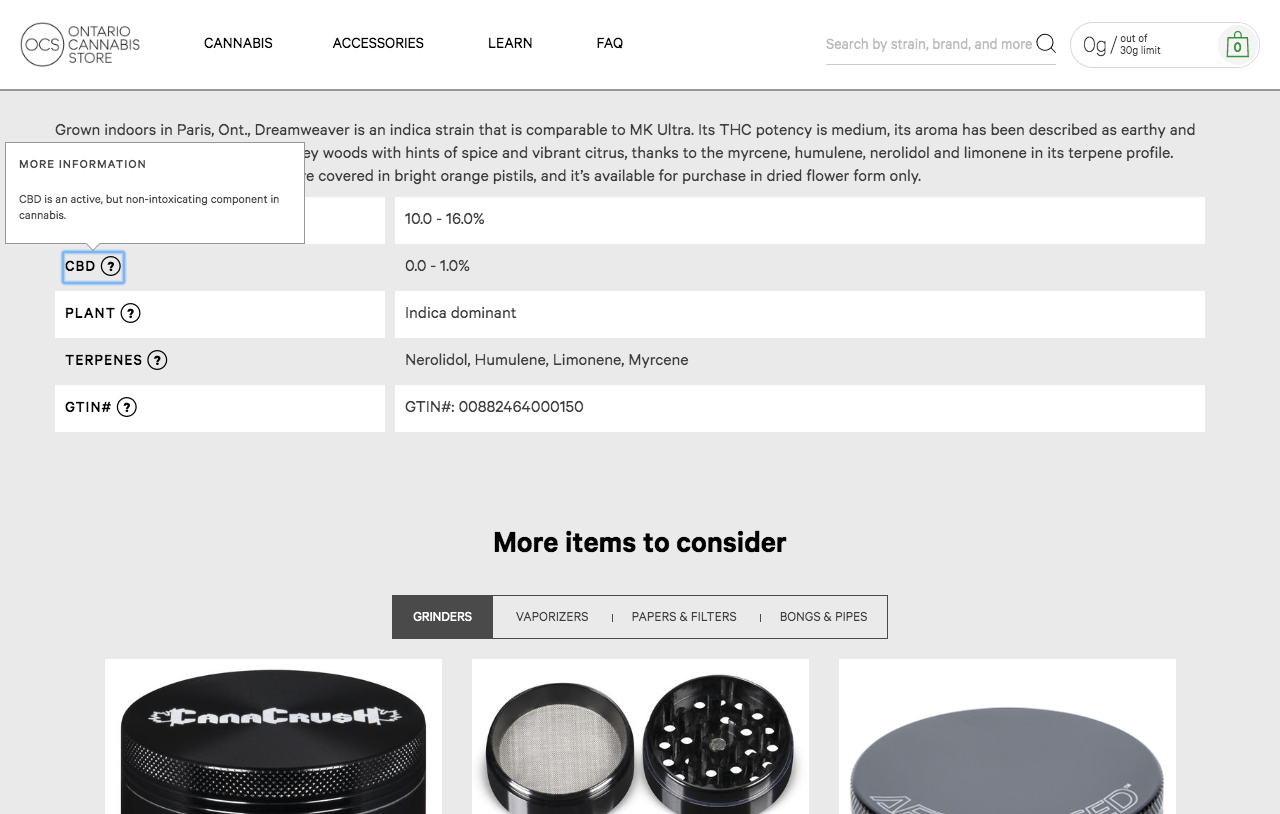 OCS ONTARIO CANNABIS STORE
CANNABIS
ACCESSORIES
LEARN
FAQ
Search by strain, brand, and more
0g / out of 30g limit
0
Grown indoors in Paris, Ont., Dreamweaver is an indica strain that is comparable to MK Ultra. Its THC potency is medium, its aroma has been described as earthy and
ey woods with hints of spice and vibrant citrus, thanks to the myrcene, humulene, nerolidol and limonene in its terpene profile.
re covered in bright orange pistils, and it's available for purchase in dried flower form only.
MORE INFORMATION
CBD is an active, but non-intoxicating component in
cannabis.
10.0 - 16.0%
CBD ? 0.0 - 1.0%
PLANT ? Indica dominant
TERPENES ? Nerolidol, Humulene, Limonene, Myrcene
GTIN# ? GTIN#: 00882464000150
More items to consider
GRINDERS
VAPORIZERS
PAPERS & FILTERS
BONGS & PIPES
CANACRUSH